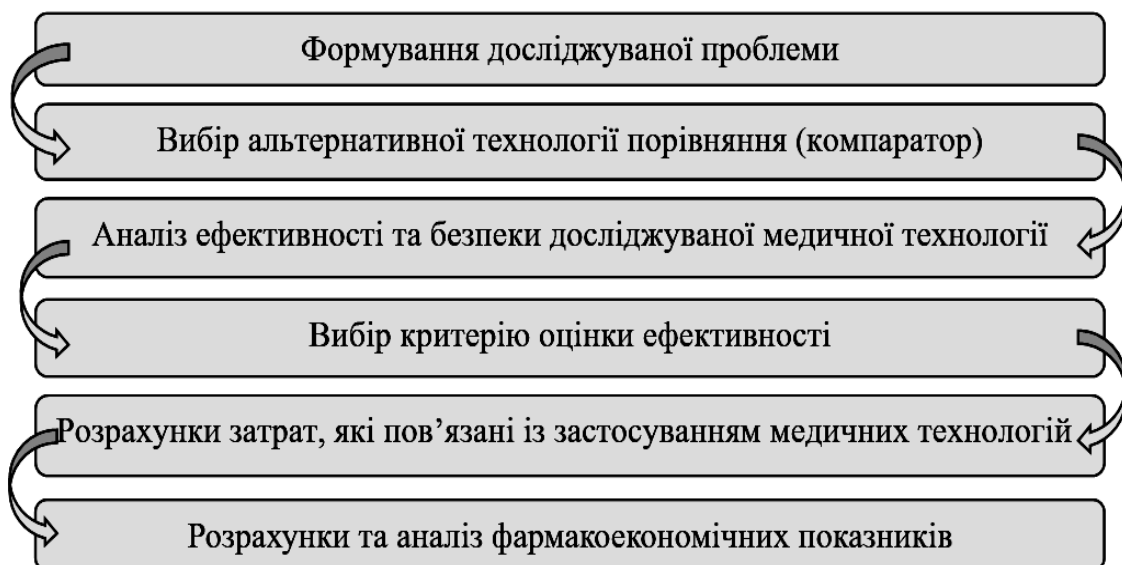 Формування досліджуваної проблеми
Вибір альтернативної технології порівняння (компаратор)
Аналіз ефективності та безпеки досліджуваної медичної технології
Вибір критерію оцінки ефективності
Розрахунки затрат, які пов’язані із застосуванням медичних технологій
Розрахунки та аналіз фармакоекономічних показників